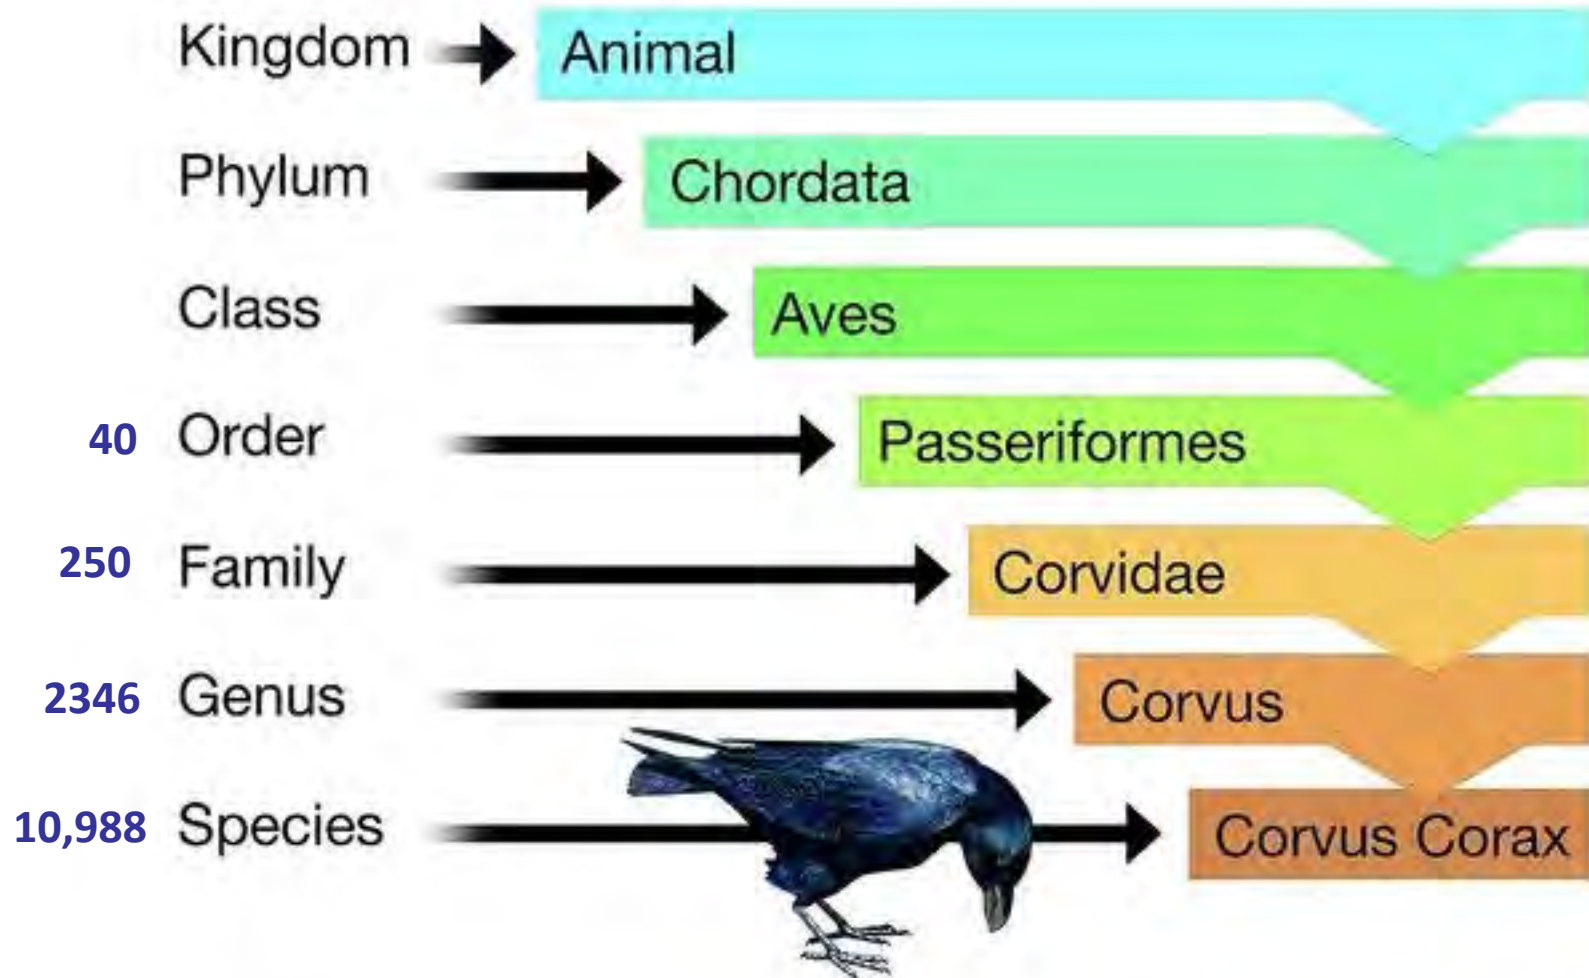 Kingdom Animal
Phylum Chordata
Class Aves
40 Order Passeriformes
250 Family Corvidae
2346 Genus Corvus
10,988 Species Corvus Corax